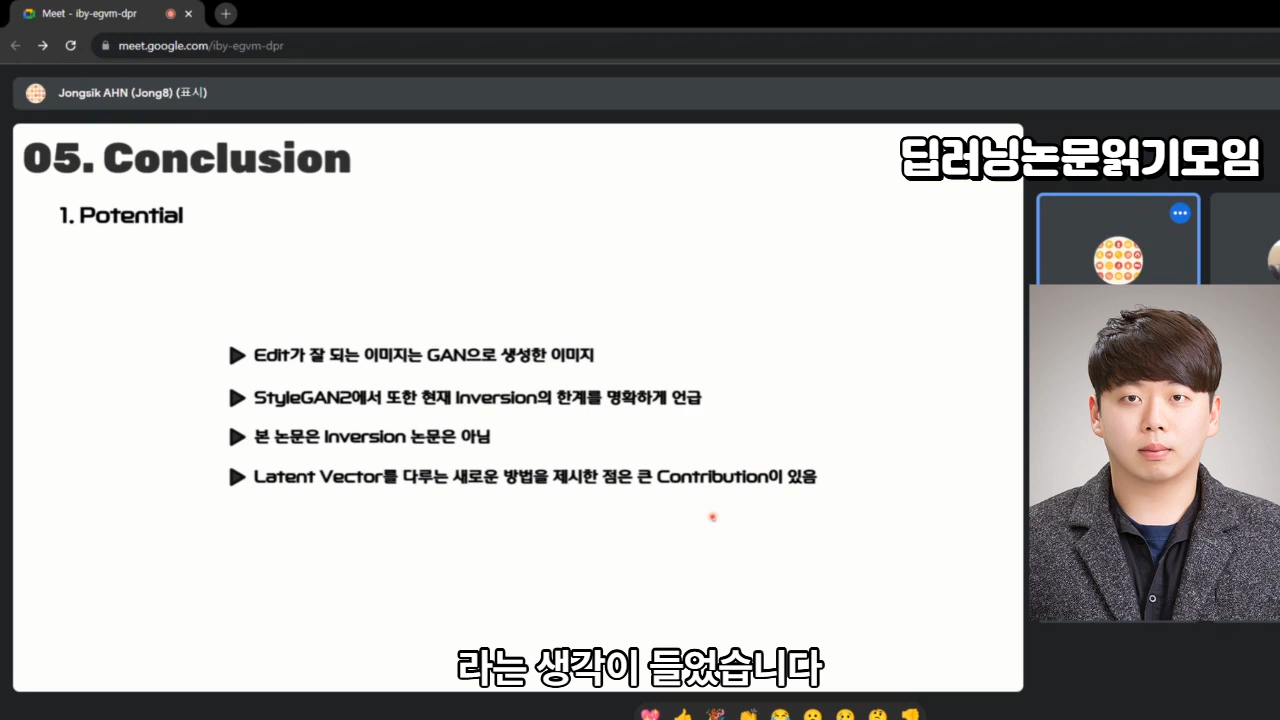 Meet - iby-egvm-dpr
meet.google.com/iby-egvm-dpr
Jongsik AHN (Jong8) (표시)
05. Conclusion
딥러닝논문읽기모임
1. Potential
Edit가 잘 되는 이미지는 GAN으로 생성한 이미지
StyleGAN2에서 또한 현재 Inversion의 한계를 명확하게 언급
본 논문은 Inversion 논문은 아님
Latent Vector를 다루는 새로운 방법을 제시한 점은 큰 Contribution이 있음
라는 생각이 들었습니다